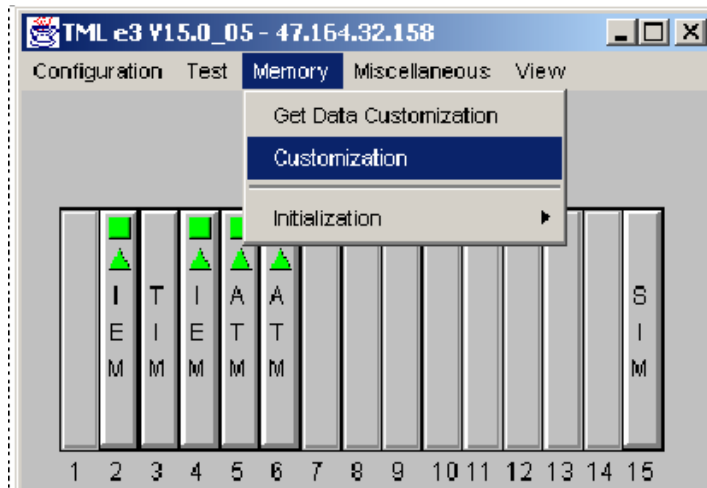 TML e3 V15.0_05 - 47.164.32.158
Configuration Test Memory Miscellaneous View
Get Data Customization
Customization
Initialization
I T I A A S
E I E T T I
M M M M M M
1 2 3 4 5 6 7 8 9 10 11 12 13 14 15